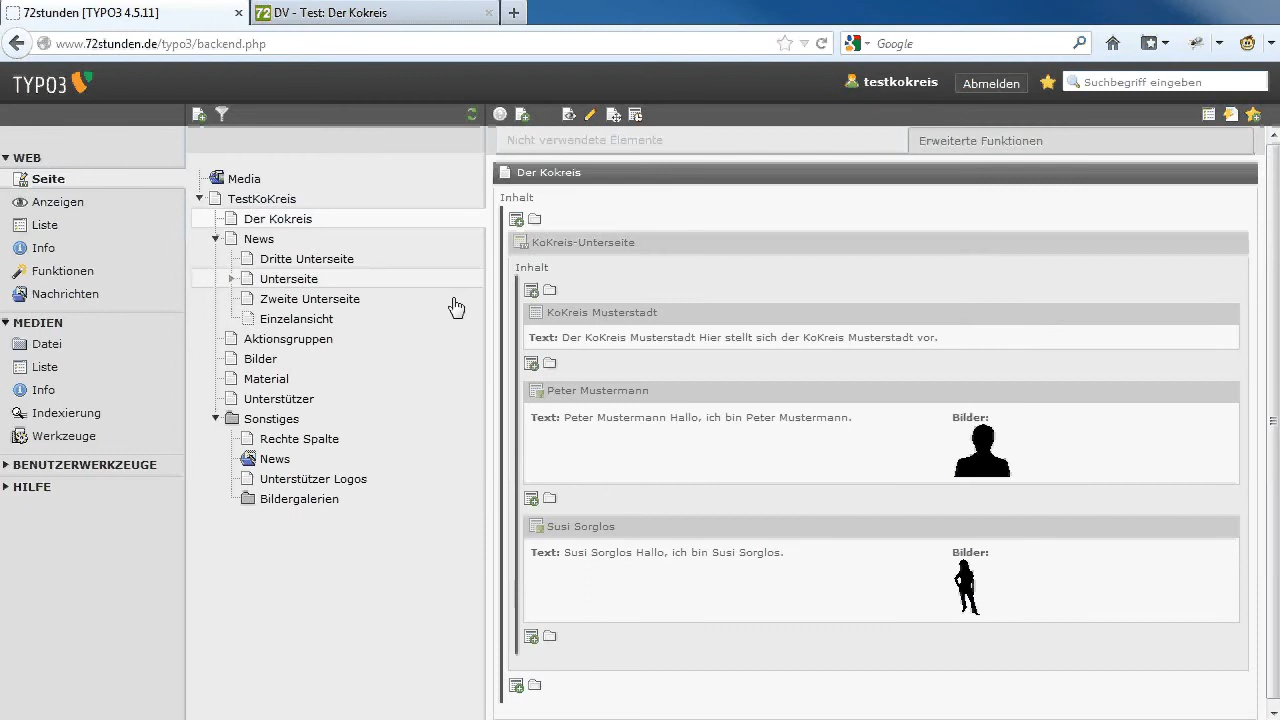 72stunden [TYPO3 4.5.11]
72 DV - Test: Der Kokreis
www.72stunden.de/typo3/backend.php
Google
TYPO3
testkokreis
Abmelden
Suchbegriff eingeben
WEB
Seite
Anzeigen
Liste
Info
Funktionen
Nachrichten
MEDIEN
Datei
Liste
Info
Indexierung
Werkzeuge
BENUTZERWERKZEUGE
HILFE
Media
TestKoKreis
Der Kokreis
News
Dritte Unterseite
Unterseite
Zweite Unterseite
Einzelansicht
Aktionsgruppen
Bilder
Material
Unterstützer
Sonstiges
Rechte Spalte
News
Unterstützer Logos
Bildergalerien
Nicht verwendete Elemente
Erweiterte Funktionen
Der Kokreis
Inhalt
KoKreis-Unterseite
Inhalt
KoKreis Musterstadt
Text: Der KoKreis Musterstadt Hier stellt sich der KoKreis Musterstadt vor.
Peter Mustermann
Text: Peter Mustermann Hallo, ich bin Peter Mustermann.
Bilder:
Susi Sorglos
Text: Susi Sorglos Hallo, ich bin Susi Sorglos.
Bilder: